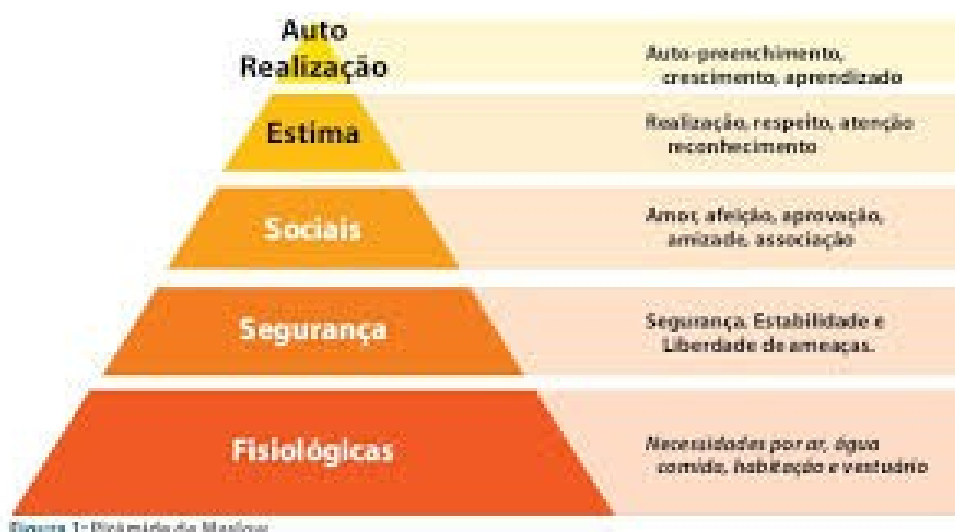 Auto
Realização
Auto-preenchimento,
crescimento, aprendizado
Estima
Realização, respeito, atenção
reconhecimento
Sociais
Amor, afeição, aprovação,
amizade, associação
Segurança
Segurança. Estabilidade e
Liberdade de ameaças.
Fisiológicas
Necessidades por ar, água
comida, habitação e vestuário
Figura 1: Pirâmide de Maslow